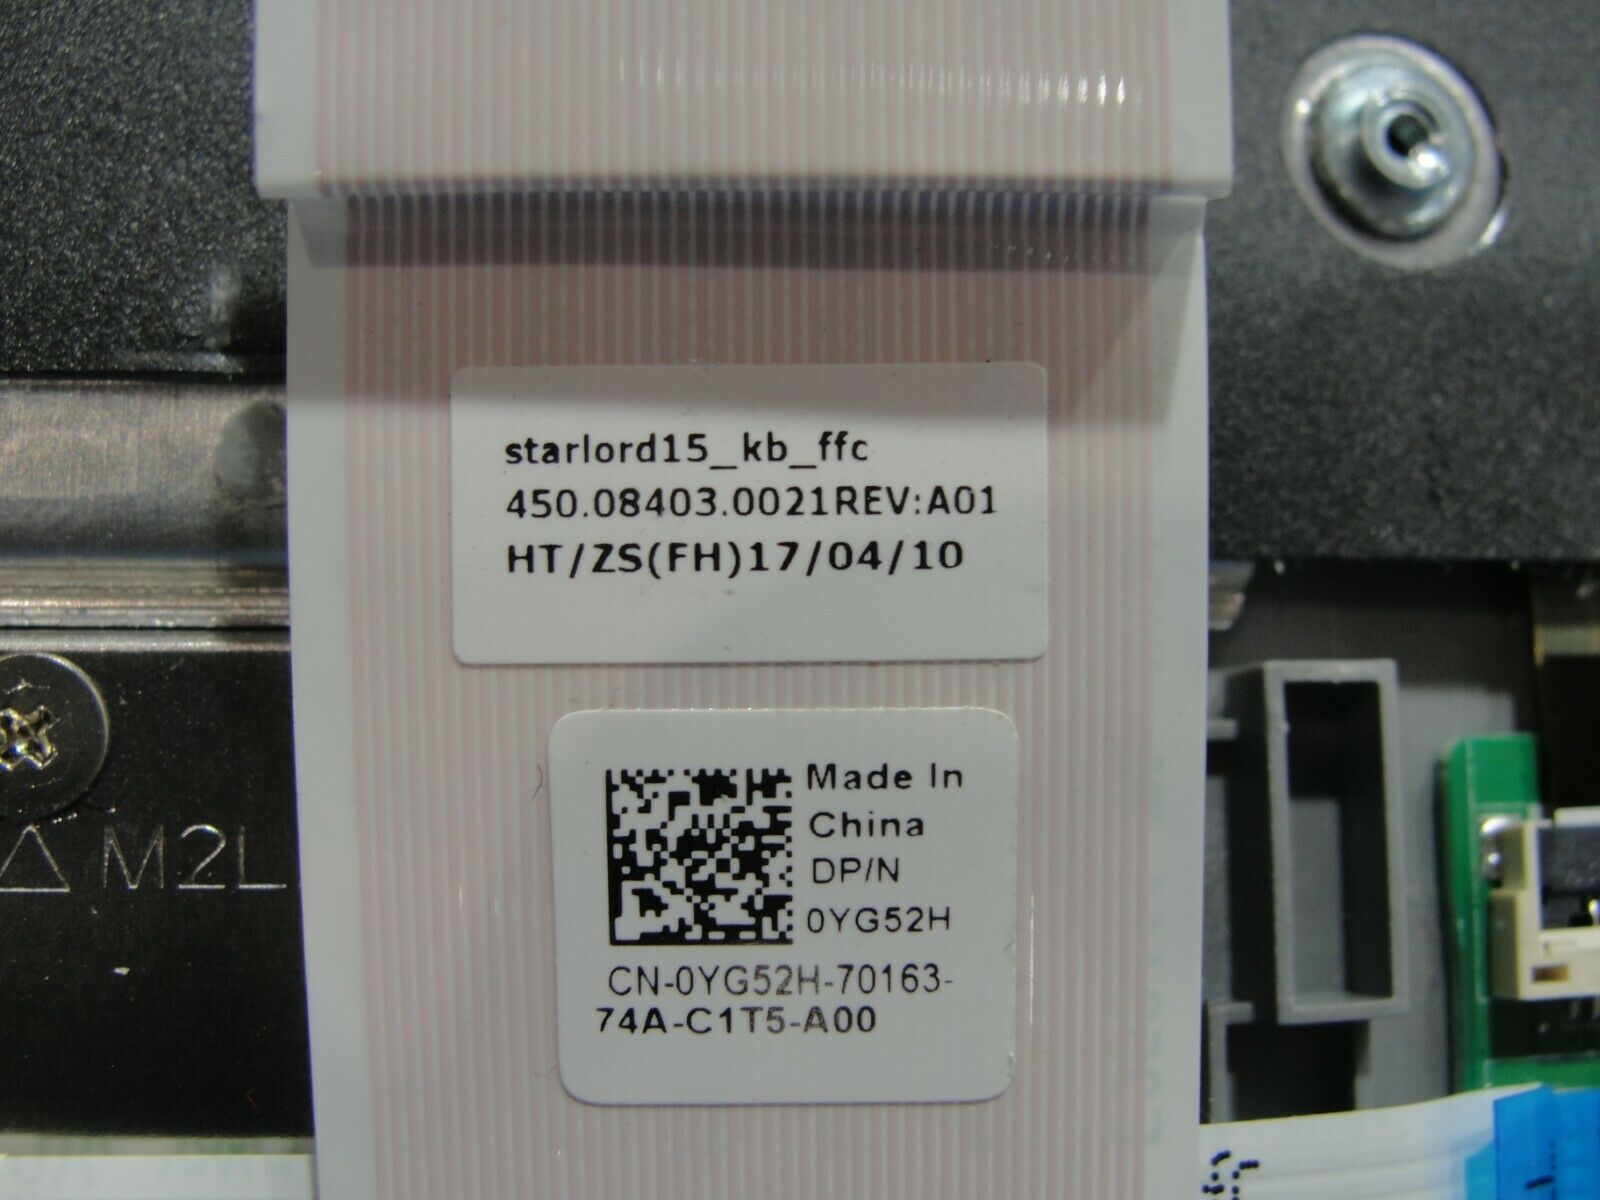 starlord15_kb_ffc
450.08403.0021REV:A01
HT/ZS(FH)17/04/10
Made In
China
DP/N
0YG52H
CN-0YG52H-70163-
74A-C1T5-A00
△ M2L